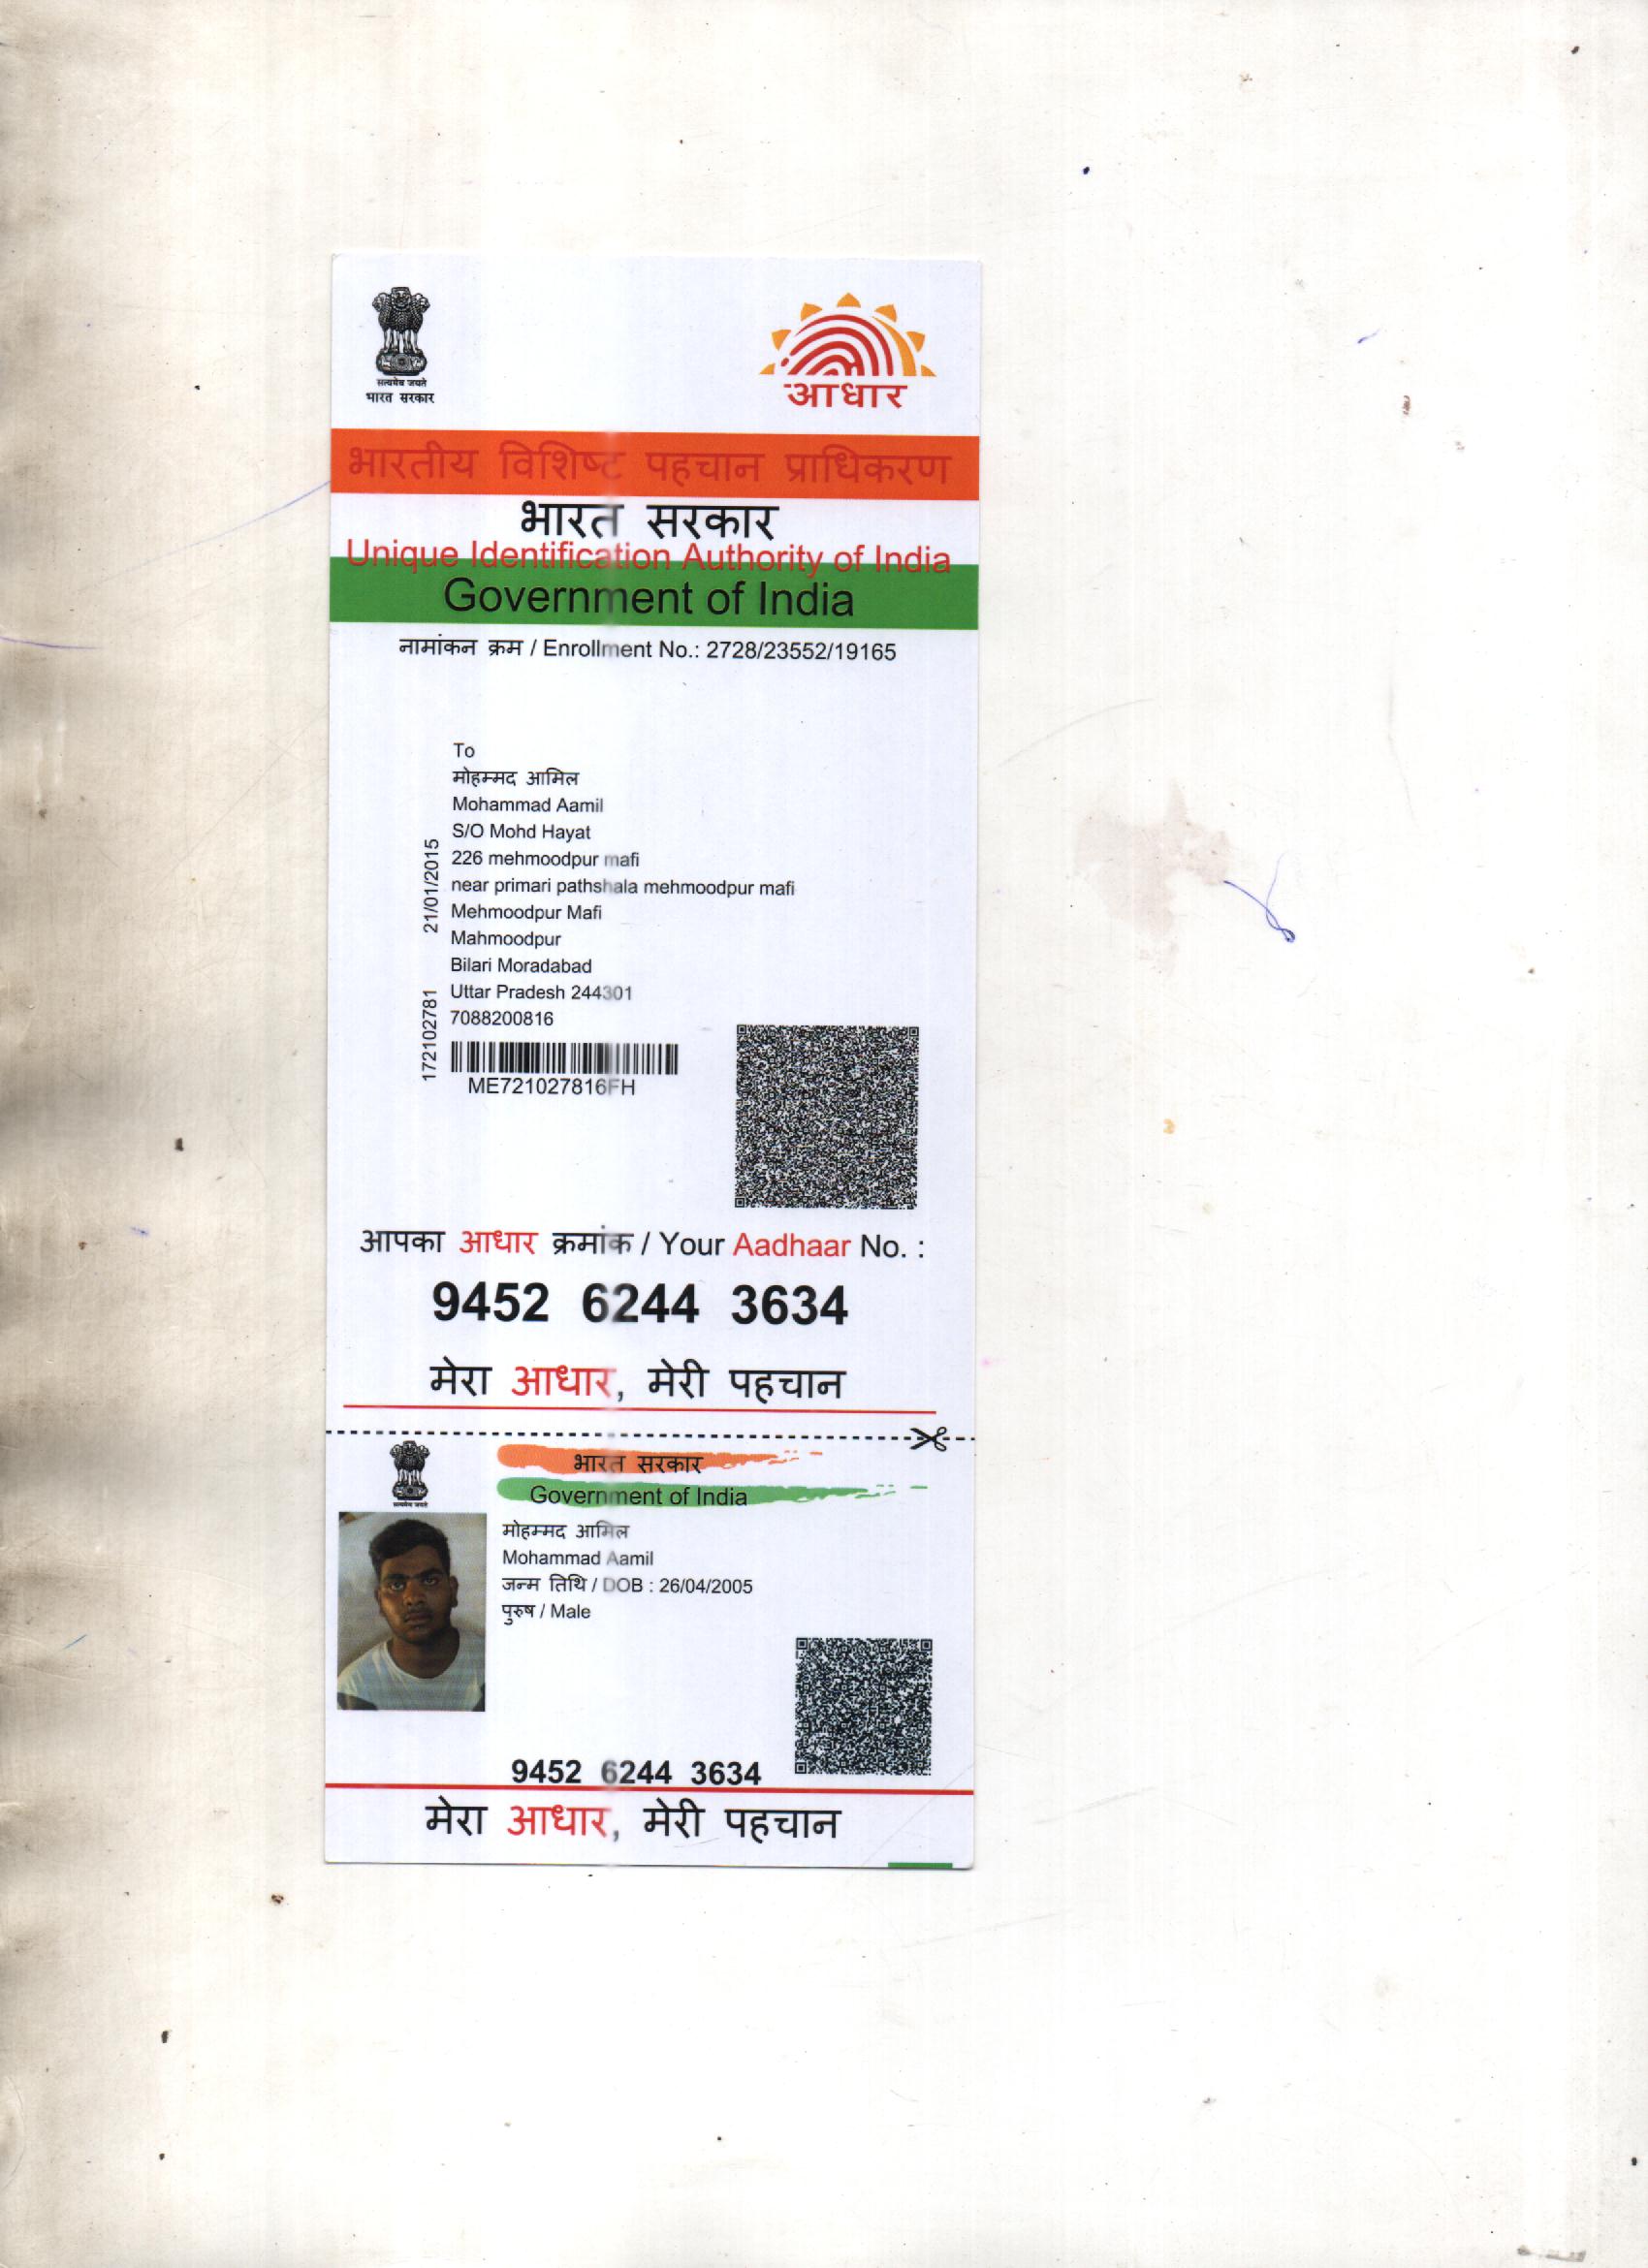 सत्यमेव जयते
भारत सरकार
आधार
भारतीय विशिष्ट पहचान प्राधिकरण
भारत सरकार
Unique Identification Authority of India
Government of India
नामांकन क्रम / Enrollment No.: 2728/23552/19165
To
मोहम्मद आमिल
Mohammad Aamil
S/O Mohd Hayat
226 mehmoodpur mafi
near primari pathshala mehmoodpur mafi
Mehmoodpur Mafi
Mahmoodpur
Bilari Moradabad
Uttar Pradesh 244301
7088200816
21/01/2015
172102781
ME721027816FH
आपका आधार क्रमांक / Your Aadhaar No. :
9452 6244 3634
मेरा आधार, मेरी पहचान
सत्यमेव जयते
भारत सरकार
Government of India
मोहम्मद आमिल
Mohammad Aamil
जन्म तिथि / DOB : 26/04/2005
पुरुष / Male
9452 6244 3634
मेरा आधार, मेरी पहचान